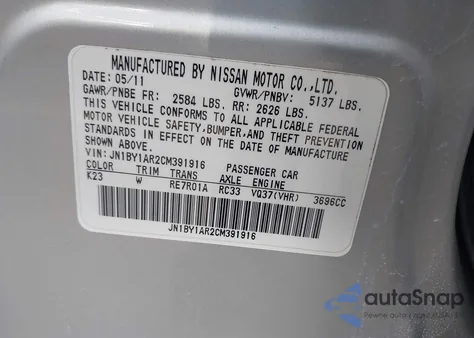 MANUFACTURED BY NISSAN MOTOR CO.,LTD.
DATE: 05/11 GVWR/PNBV: 5137 LBS.
GAWR/PNBE FR: 2584 LBS. RR: 2626 LBS.
THIS VEHICLE CONFORMS TO ALL APPLICABLE FEDERAL
MOTOR VEHICLE SAFETY,BUMPER,AND THEFT PREVENTION
STANDARDS IN EFFECT ON THE DATE OF MANUFACTURE
SHOWN ABOVE.
VIN: JN1BY1AR2CM391916 PASSENGER CAR
COLOR TRIM TRANS AXLE ENGINE
K23 W RE7R01A RC33 VQ37(VHR) 3696CC
JN1BY1AR2CM391916
autoSnap